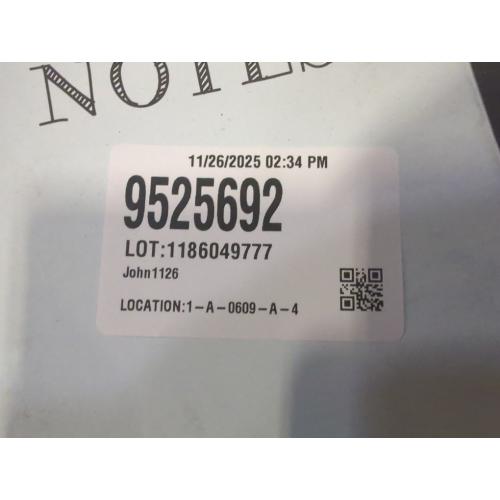 NOTES
11/26/2025 02:34 PM
9525692
LOT:1186049777
John1126
LOCATION:1-A-0609-A-4